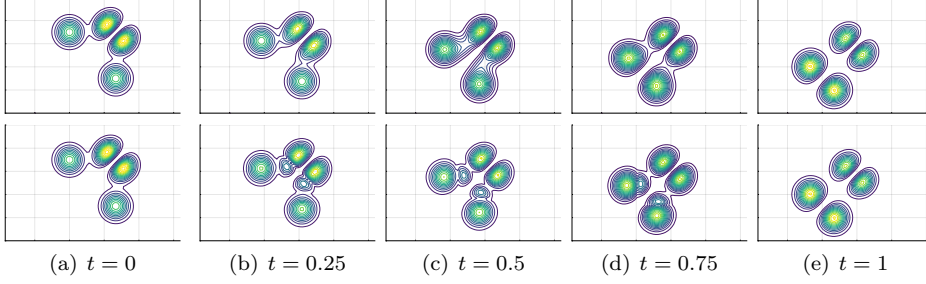 (a) t = 0 (b) t = 0.25 (c) t = 0.5 (d) t = 0.75 (e) t = 1